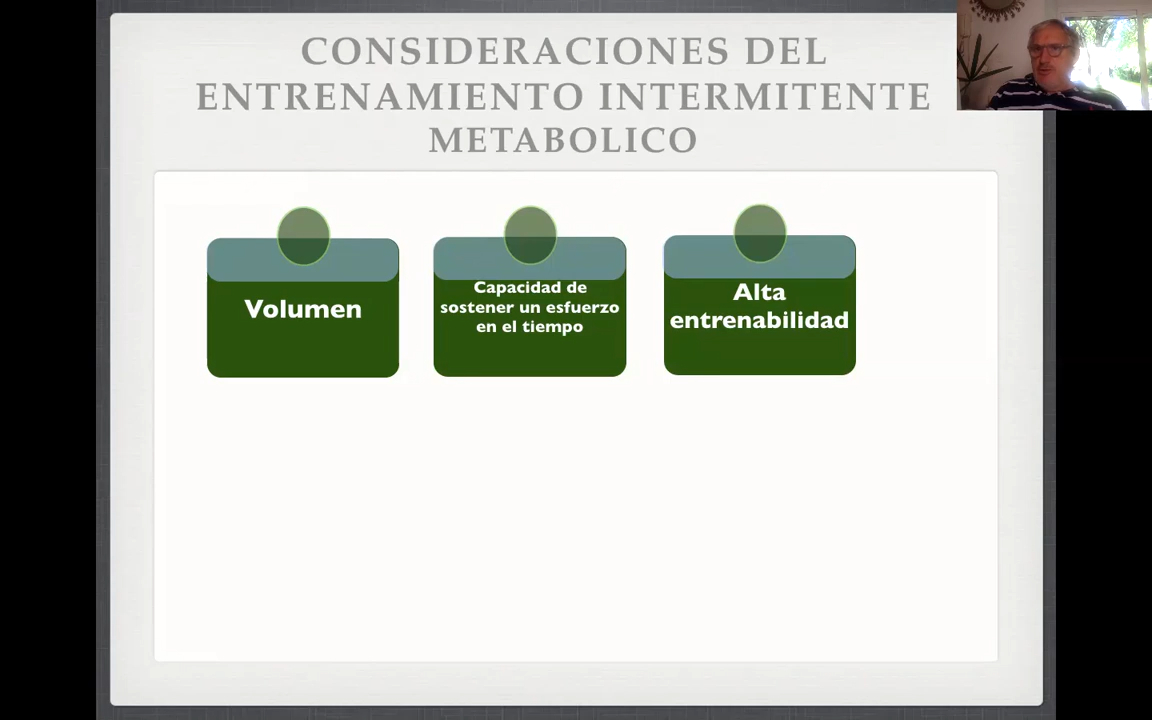 CONSIDERACIONES DEL
ENTRENAMIENTO INTERMITENTE
METABOLICO
Volumen
Capacidad de
sostener un esfuerzo
en el tiempo
Alta
entrenabilidad